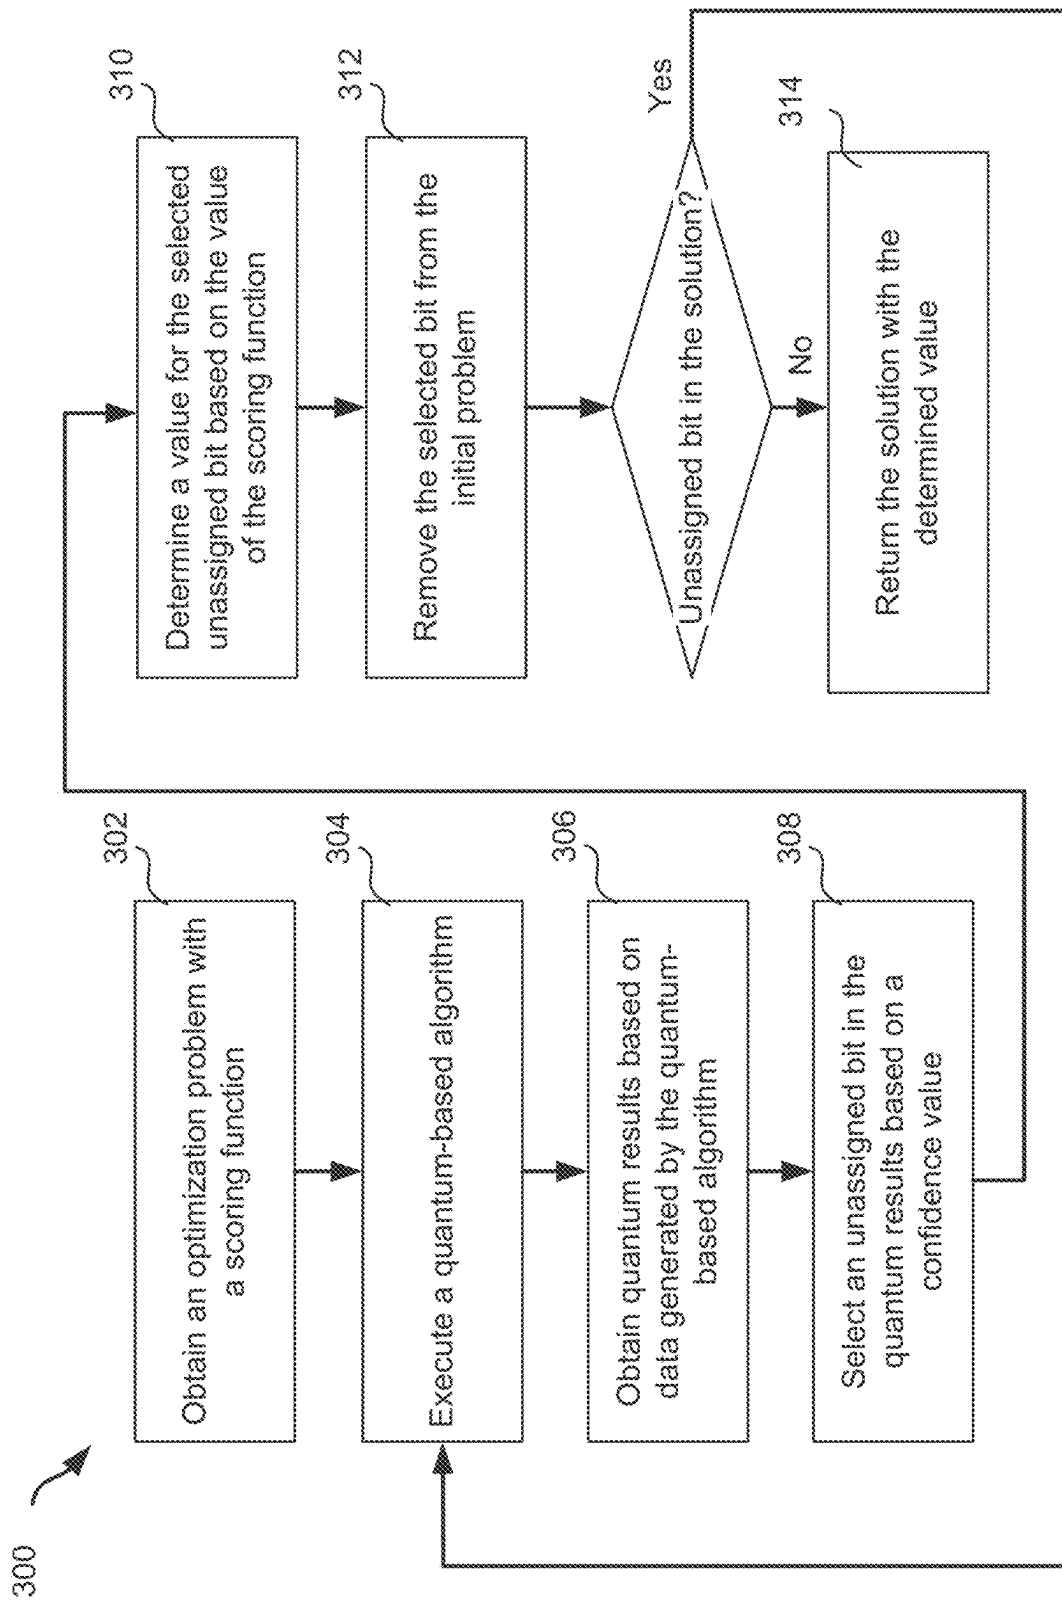 300
302
Obtain an optimization problem with
a scoring function
304
Execute a quantum-based algorithm
306
Obtain quantum results based on
data generated by the quantum-
based algorithm
308
Select an unassigned bit in the
quantum results based on a
confidence value
310
Determine a value for the selected
unassigned bit based on the value
of the scoring function
312
Remove the selected bit from the
initial problem
Unassigned bit in the solution?
Yes
No
314
Return the solution with the
determined value